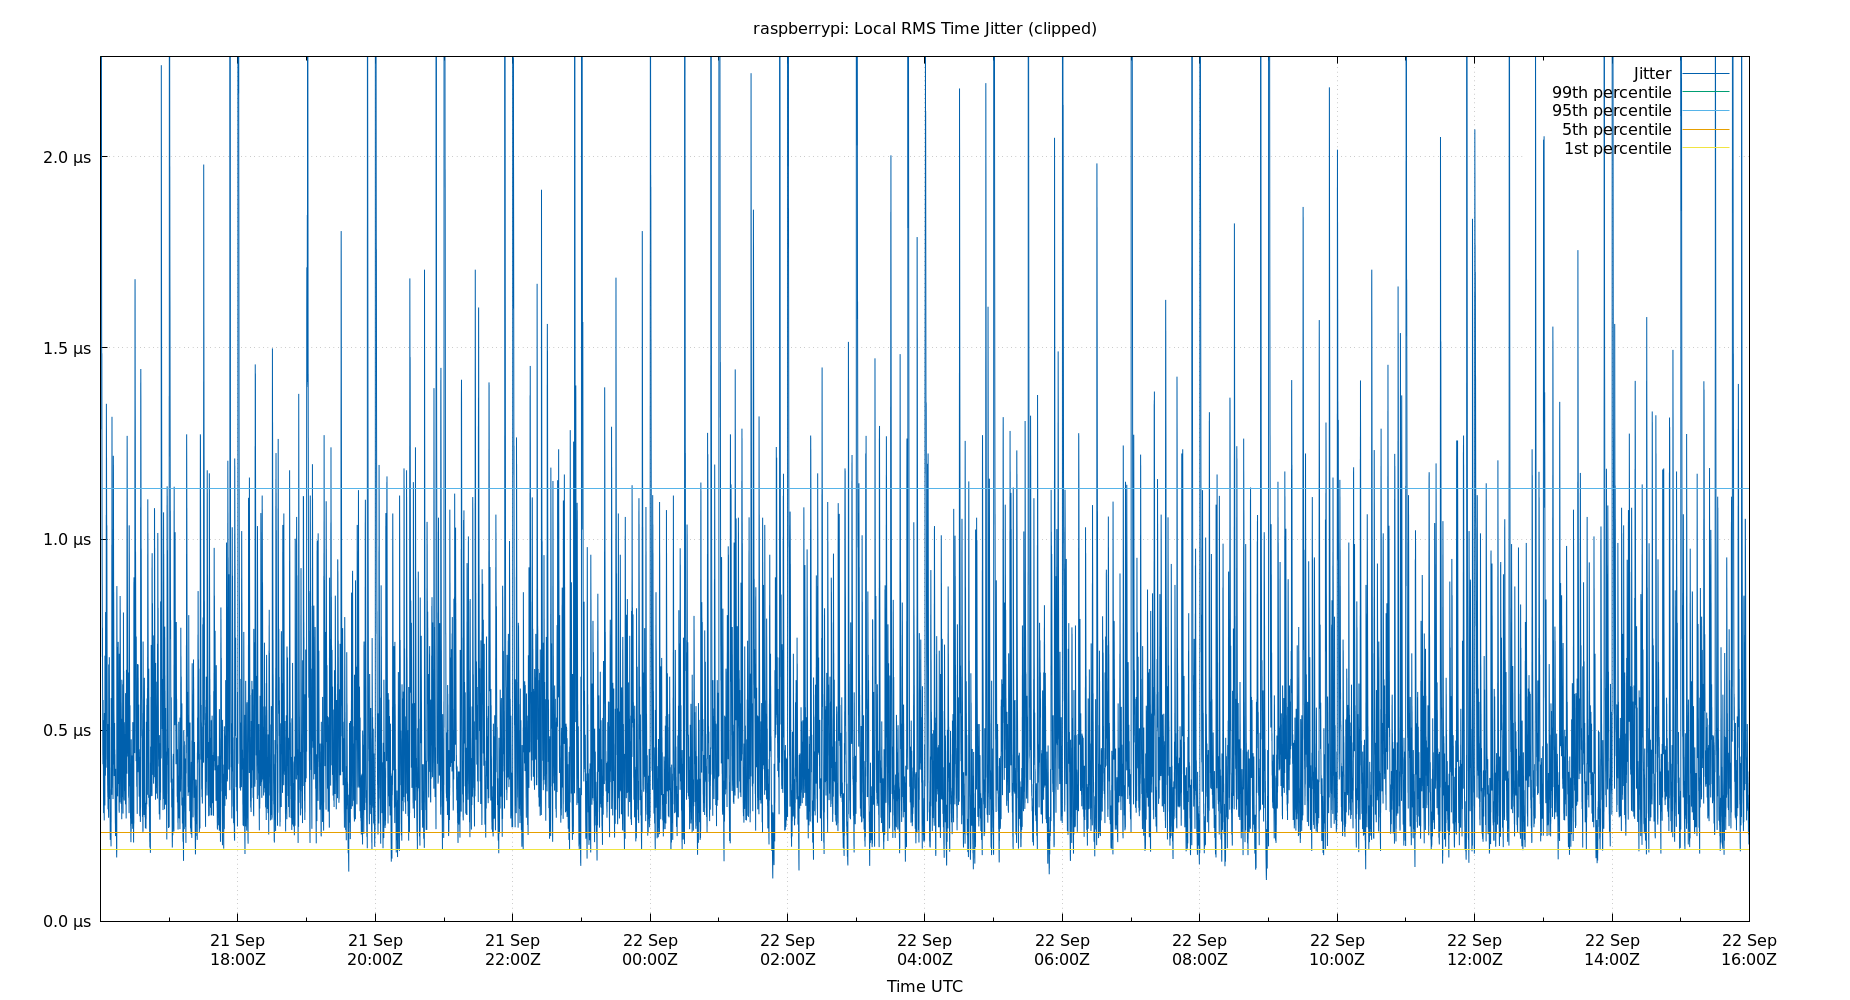 raspberrypi: Local RMS Time Jitter (clipped)
Jitter
99th percentile
95th percentile
5th percentile
1st percentile
2.0 µs
1.5 µs
1.0 µs
0.5 µs
0.0 µs
21 Sep 21 Sep 21 Sep 22 Sep 22 Sep 22 Sep 22 Sep 22 Sep 22 Sep 22 Sep 22 Sep 22 Sep
18:00Z 20:00Z 22:00Z 00:00Z 02:00Z 04:00Z 06:00Z 08:00Z 10:00Z 12:00Z 14:00Z 16:00Z
Time UTC